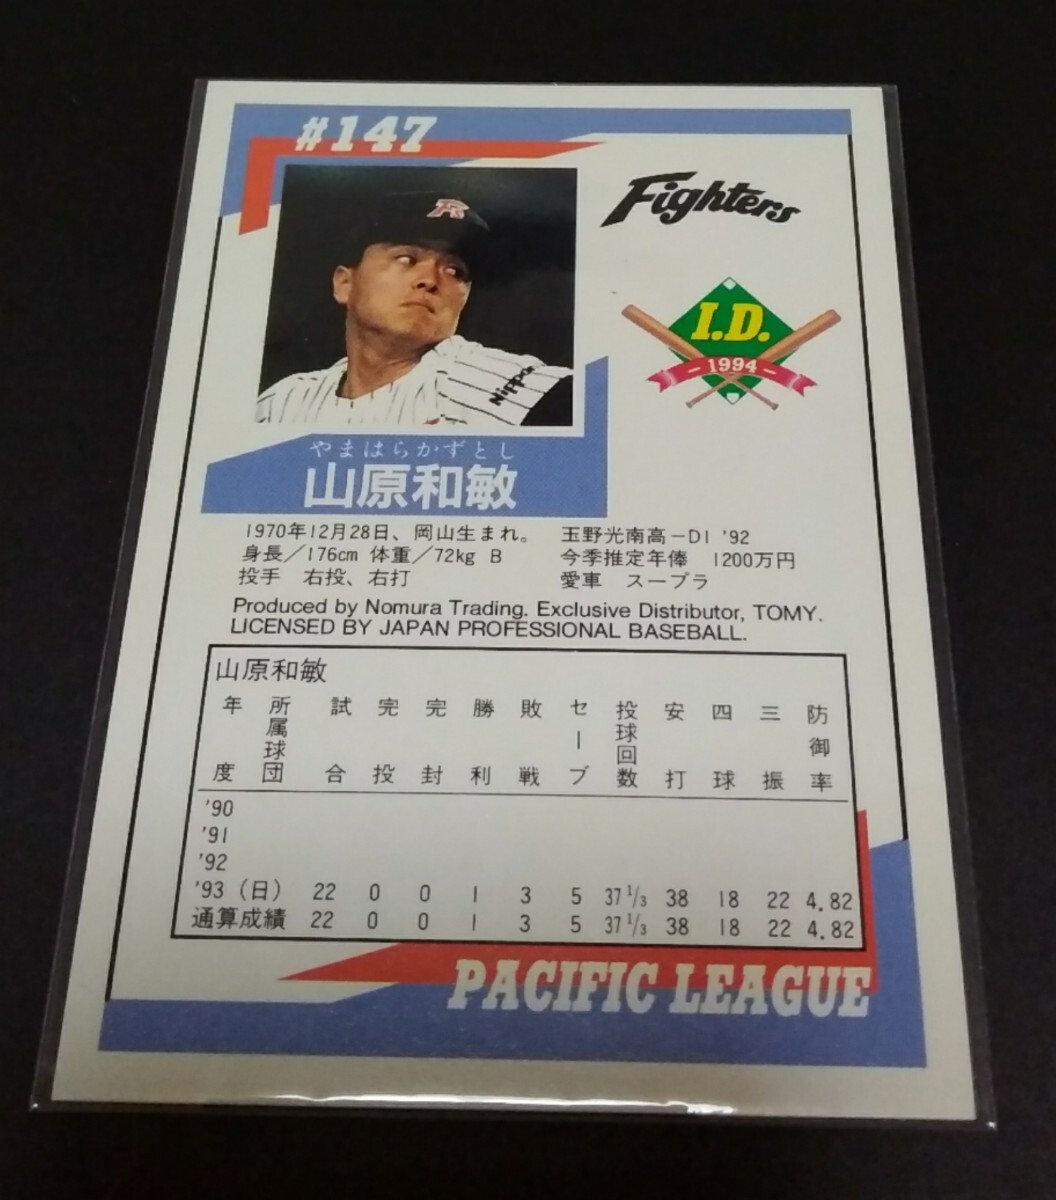 #147
Fighters
I.D.
1994
Nippon
やまはらかずとし
山原和敏
1970年12月28日、岡山生まれ。 玉野光南高-D1 '92
身長／176cm 体重／72kg B 今季推定年俸 1200万円
投手 右投、右打 愛車 スープラ
Produced by Nomura Trading. Exclusive Distributor, TOMY.
LICENSED BY JAPAN PROFESSIONAL BASEBALL.
山原和敏
年度 所属球団 試合 完投 完封 勝利 敗戦 セーブ 投球回数 安打 四球 三振 防御率
'90
'91
'92
'93（日） 22 0 0 1 3 5 37 1/3 38 18 22 4.82
通算成績 22 0 0 1 3 5 37 1/3 38 18 22 4.82
PACIFIC LEAGUE